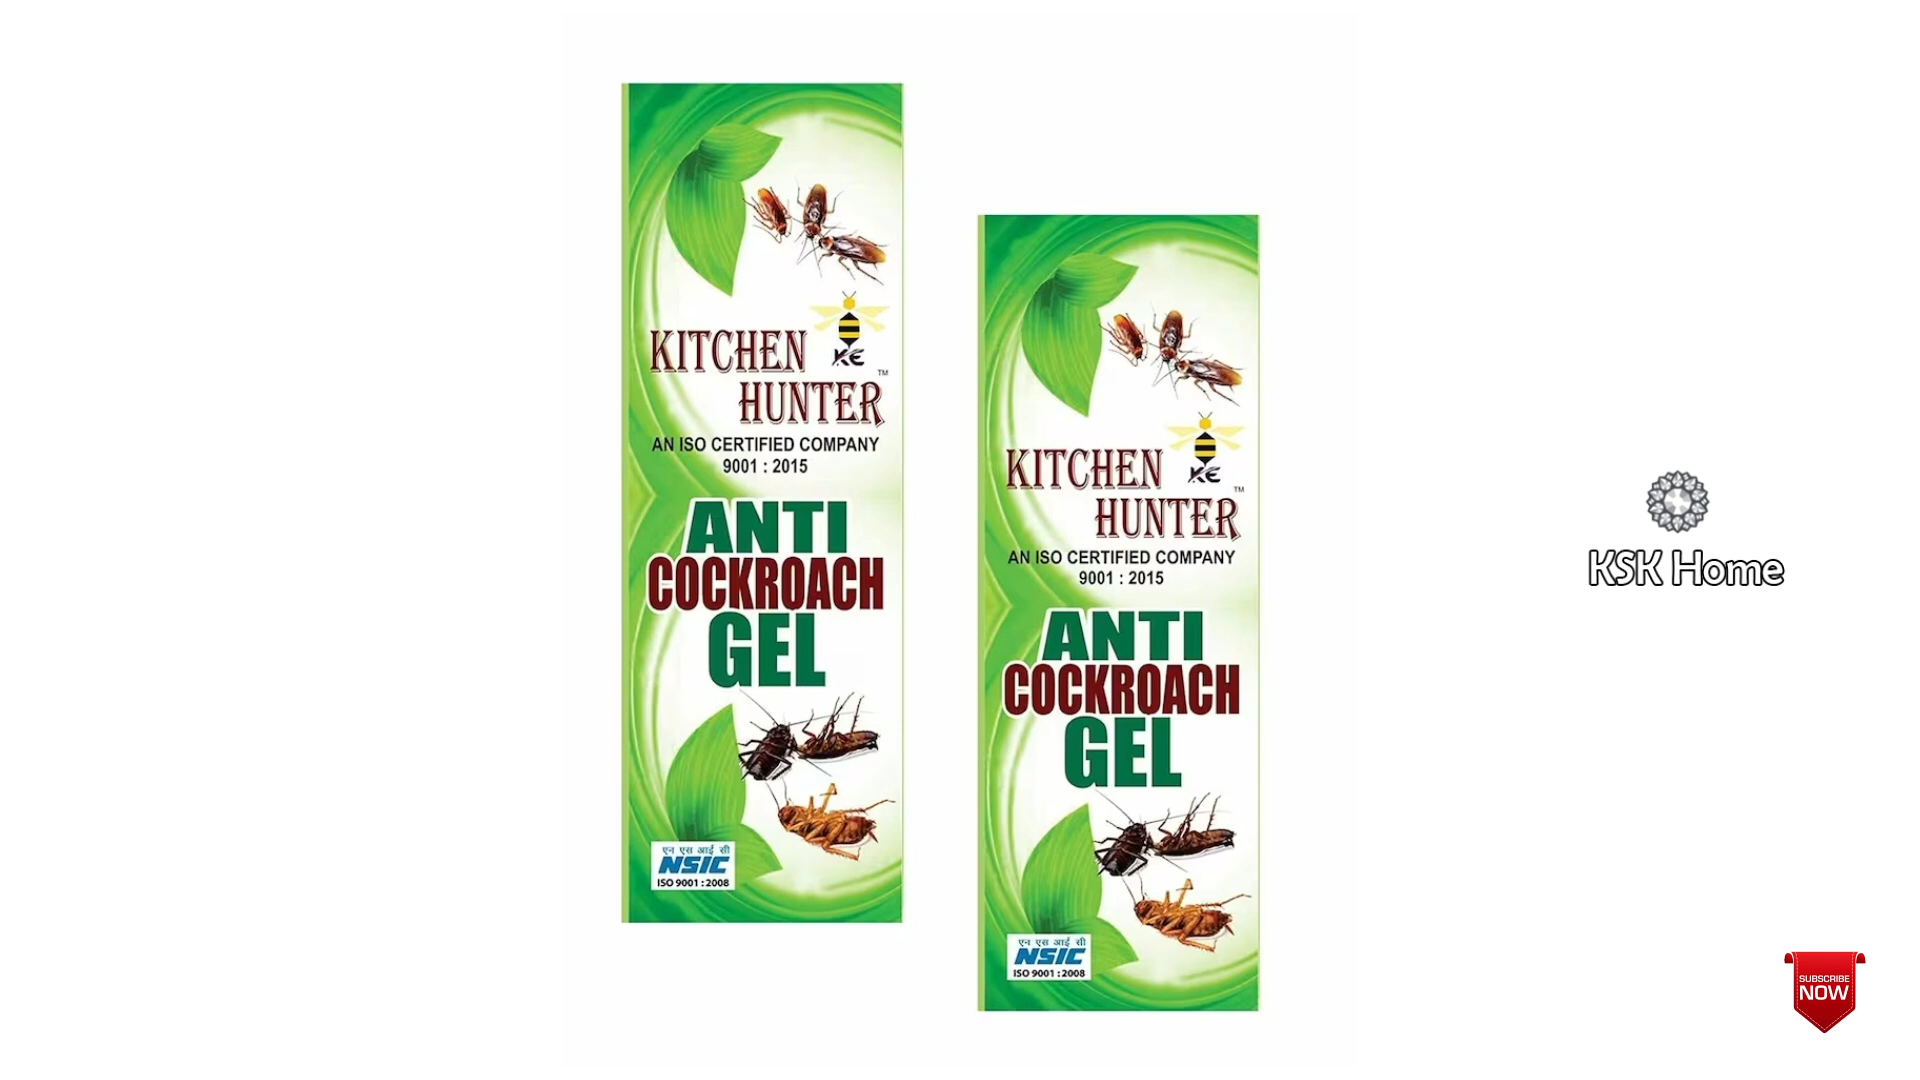 KITCHEN
KE
TM
HUNTER
AN ISO CERTIFIED COMPANY
9001 : 2015
ANTI
COCKROACH
GEL
एन एस आई सी
NSIC
ISO 9001 : 2008
KITCHEN
KE
TM
HUNTER
AN ISO CERTIFIED COMPANY
9001 : 2015
ANTI
COCKROACH
GEL
एन एस आई सी
NSIC
ISO 9001 : 2008
KSK Home
SUBSCRIBE
NOW